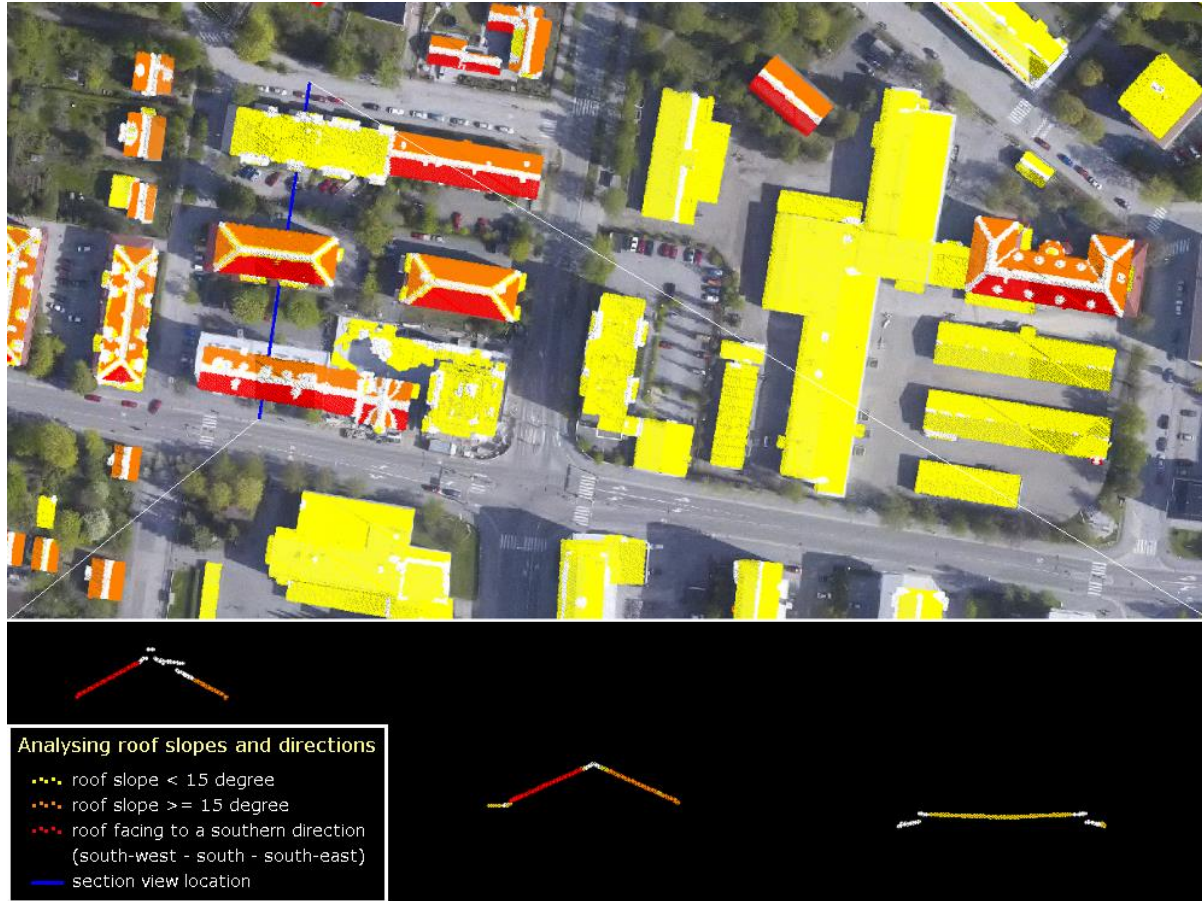 Analysing roof slopes and directions
roof slope < 15 degree
roof slope >= 15 degree
roof facing to a southern direction
(south-west - south - south-east)
section view location